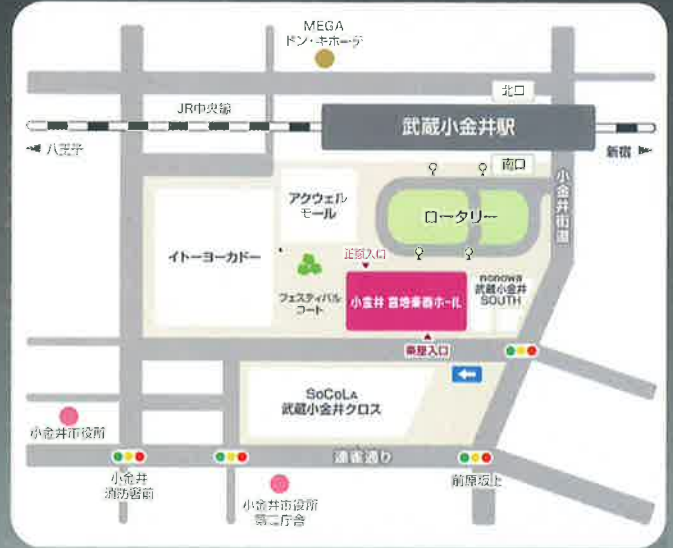 MEGA
ドン・キホーテ
北口
JR中央線
武蔵小金井駅
八王子
新宿
南口
小金井街道
アクウェル
モール
ロータリー
イトーヨーカドー
正面入口
フェスティバル
コート
小金井 宮地楽器ホール
nonowa
武蔵小金井
SOUTH
楽屋入口
SoCoLA
武蔵小金井クロス
小金井市役所
連雀通り
小金井
消防署前
前原坂上
小金井市役所
第二庁舎